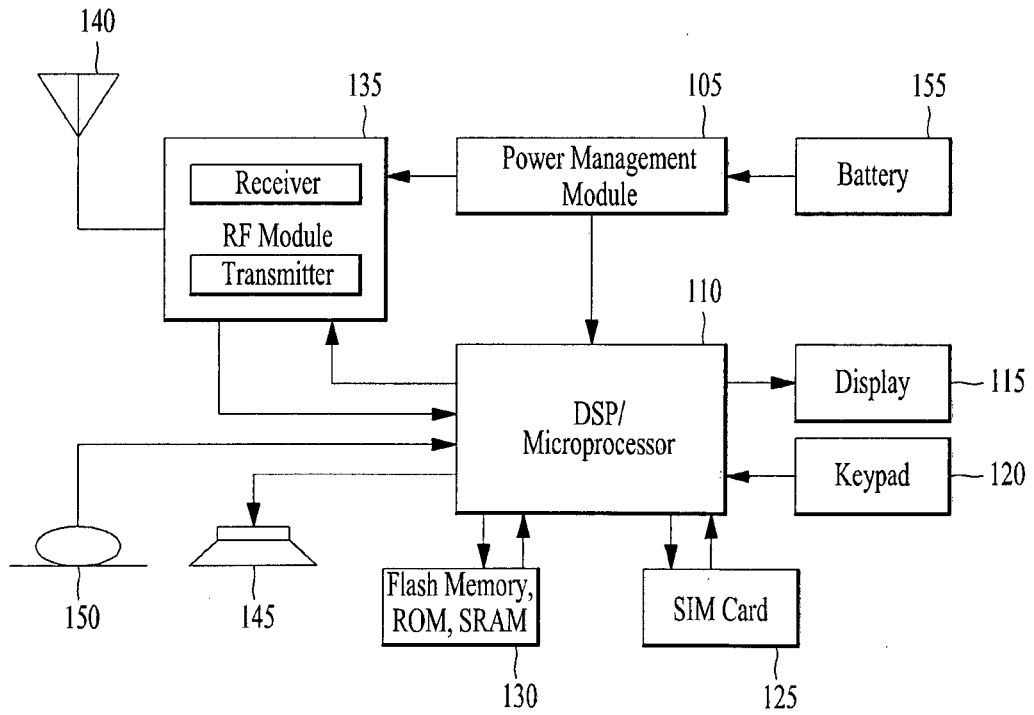 140
135
105
155
Receiver
RF Module
Transmitter
Power Management
Module
Battery
110
DSP/
Microprocessor
Display
115
Keypad
120
150
145
Flash Memory,
ROM, SRAM
130
SIM Card
125